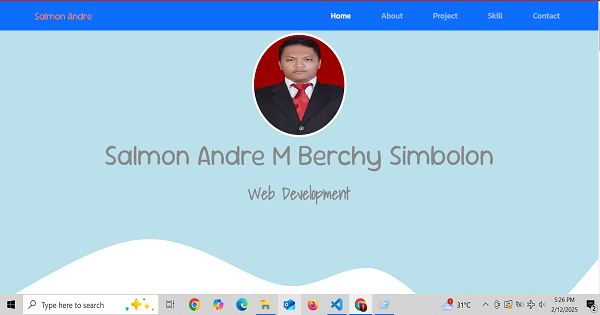 Salmon Andre
Home About Project Skill Contact
Salmon Andre M Berchy Simbolon
Web Development
Type here to search
31°C
5:26 PM
2/12/2025
2